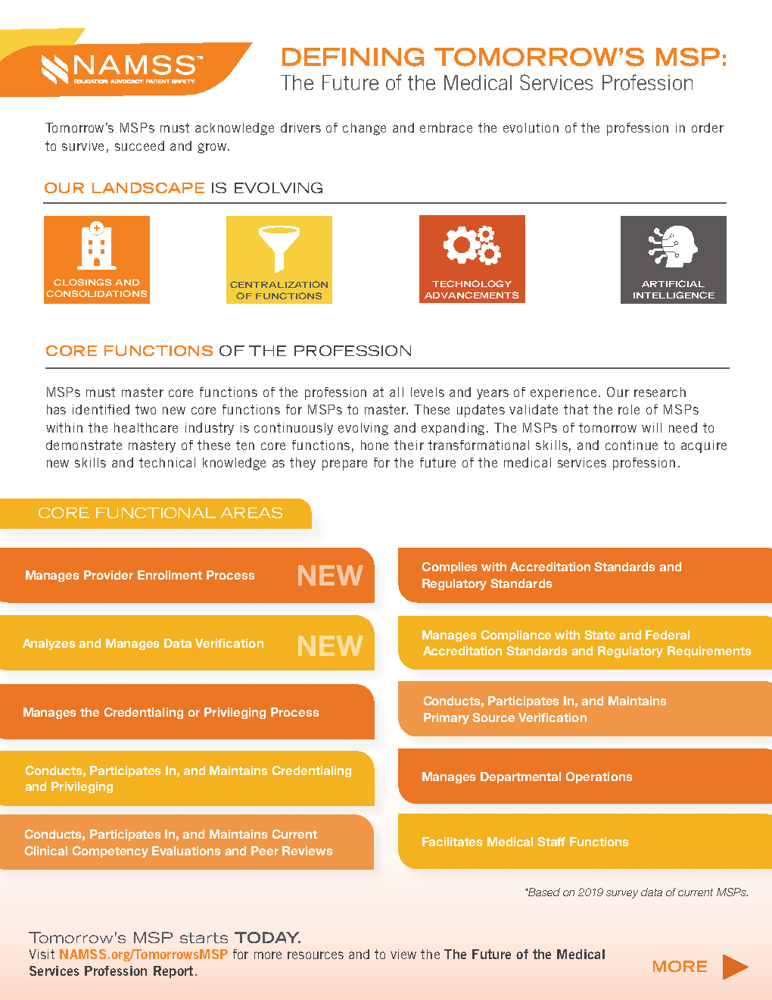 NAMSS™
EDUCATION. ADVOCACY. PATIENT SAFETY.
DEFINING TOMORROW’S MSP:
The Future of the Medical Services Profession
Tomorrow’s MSPs must acknowledge drivers of change and embrace the evolution of the profession in order
to survive, succeed and grow.
OUR LANDSCAPE IS EVOLVING
CLOSINGS AND
CONSOLIDATIONS
CENTRALIZATION
OF FUNCTIONS
TECHNOLOGY
ADVANCEMENTS
ARTIFICIAL
INTELLIGENCE
CORE FUNCTIONS OF THE PROFESSION
MSPs must master core functions of the profession at all levels and years of experience. Our research
has identified two new core functions for MSPs to master. These updates validate that the role of MSPs
within the healthcare industry is continuously evolving and expanding. The MSPs of tomorrow will need to
demonstrate mastery of these ten core functions, hone their transformational skills, and continue to acquire
new skills and technical knowledge as they prepare for the future of the medical services profession.
CORE FUNCTIONAL AREAS
Manages Provider Enrollment Process NEW
Analyzes and Manages Data Verification NEW
Manages the Credentialing or Privileging Process
Conducts, Participates In, and Maintains Credentialing
and Privileging
Conducts, Participates In, and Maintains Current
Clinical Competency Evaluations and Peer Reviews
Complies with Accreditation Standards and
Regulatory Standards
Manages Compliance with State and Federal
Accreditation Standards and Regulatory Requirements
Conducts, Participates In, and Maintains
Primary Source Verification
Manages Departmental Operations
Facilitates Medical Staff Functions
*Based on 2019 survey data of current MSPs.
Tomorrow’s MSP starts TODAY.
Visit NAMSS.org/TomorrowsMSP for more resources and to view the The Future of the Medical
Services Profession Report.
MORE